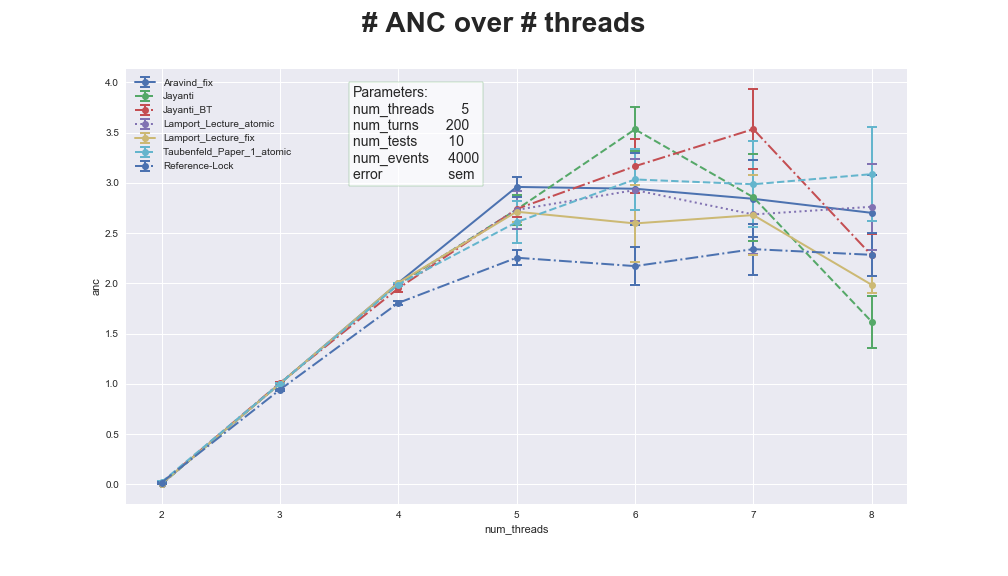 # ANC over # threads
4.0
3.5
3.0
2.5
2.0
1.5
1.0
0.5
0.0
anc
Aravind_fix
Jayanti
Jayanti_BT
Lamport_Lecture_atomic
Lamport_Lecture_fix
Taubenfeld_Paper_1_atomic
Reference-Lock
Parameters:
num_threads 5
num_turns 200
num_tests 10
num_events 4000
error sem
2 3 4 5 6 7 8
num_threads